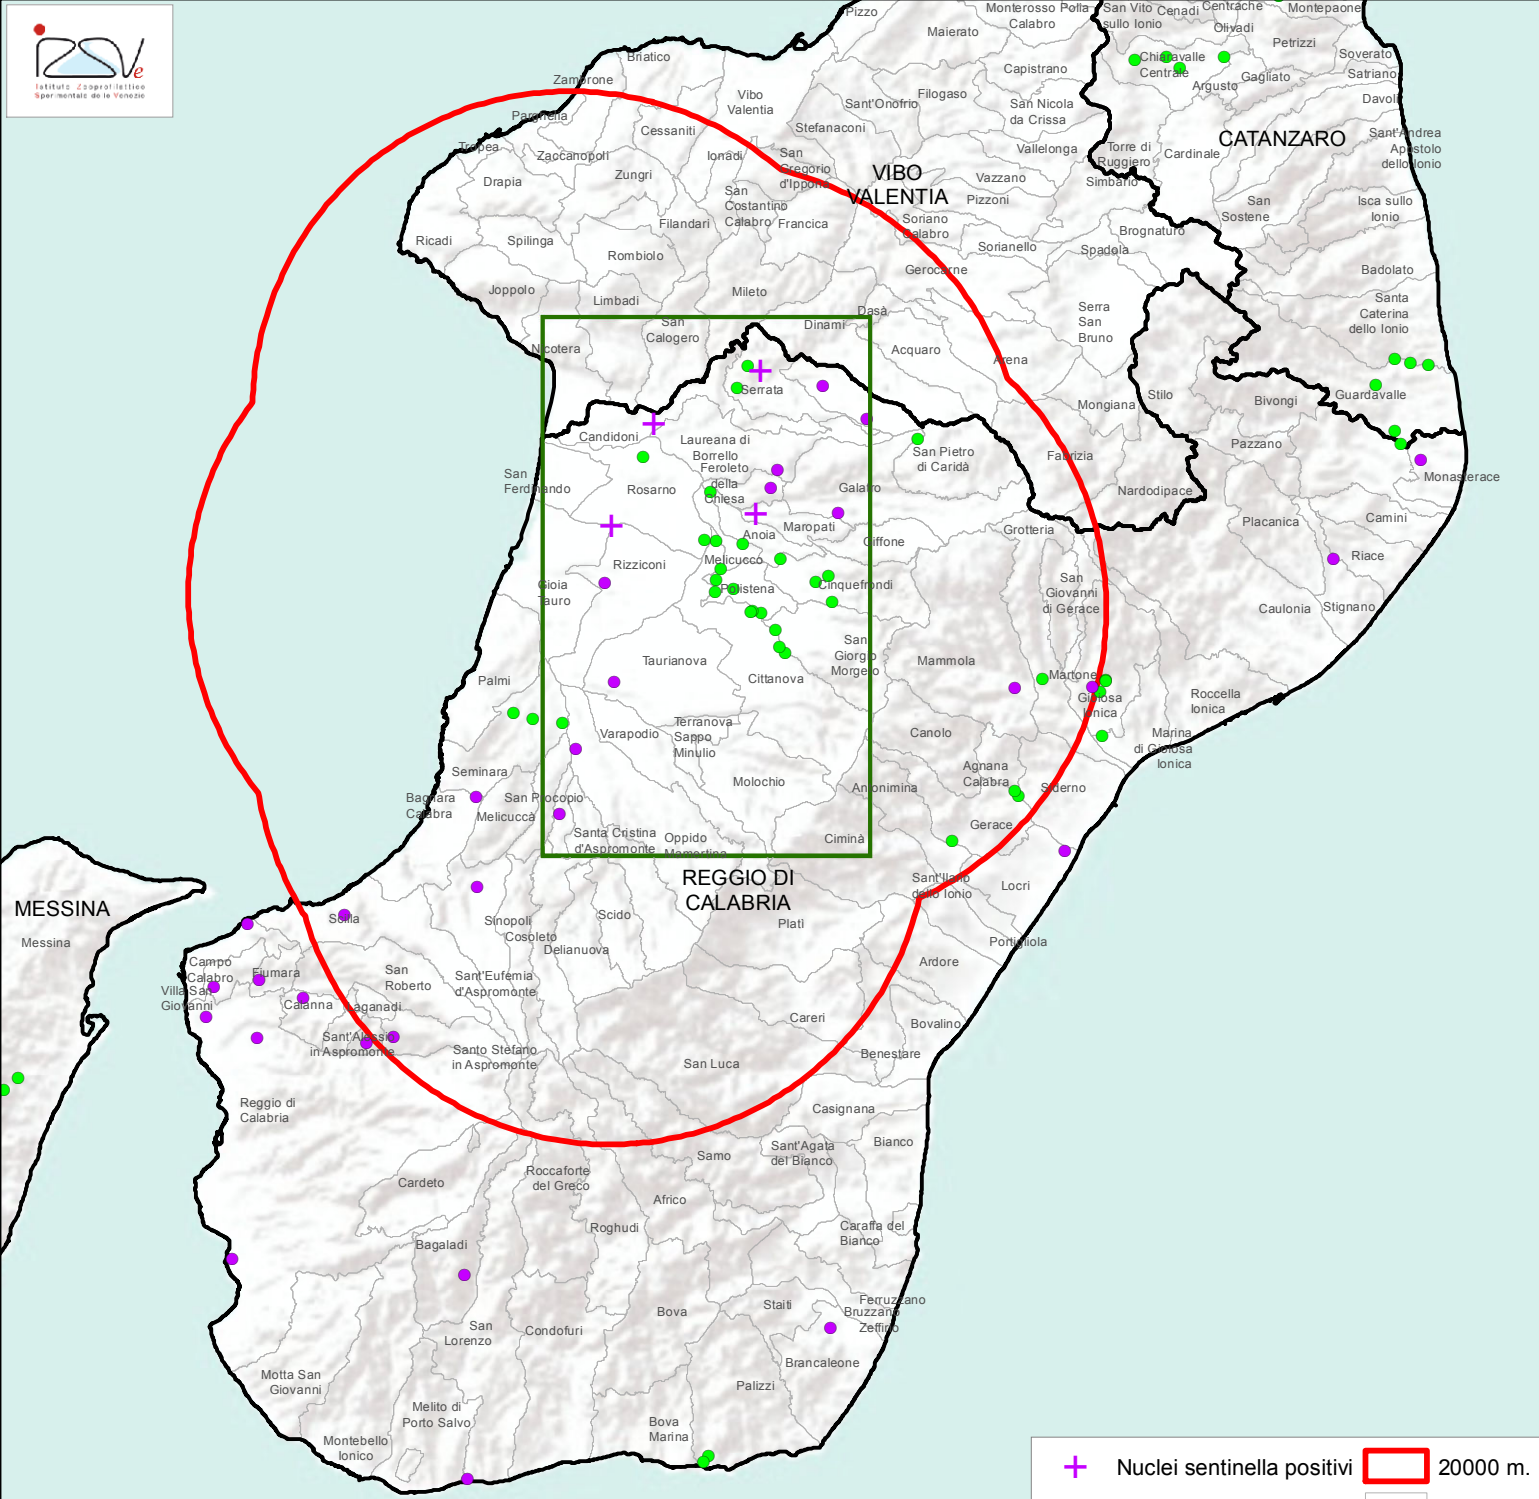 IZSVe
Istituto Zooprofilattico
Sperimentale delle Venezie
Pizzo
Monterosso
Calabro
Polia
San Vito
sullo Ionio
Cenadi
Centrache
Montepaone
Olivadi
Petrizzi
Soverato
Maierato
Briatico
Zambrone
Capistrano
Chiaravalle
Centrale
Argusto
Gagliato
Satriano
Davoli
Vibo
Valentia
Sant'Onofrio
Filogaso
San Nicola
da Crissa
Parghelia
Cessaniti
Stefanaconi
CATANZARO
Sant'Andrea
Apostolo
dello Ionio
Tropea
Zaccanopoli
Ionadi
San
Gregorio
d'Ippona
Vallelonga
Torre di
Ruggiero
Cardinale
Simbario
VIBO
VALENTIA
Vazzano
Pizzoni
Drapia
Zungri
San
Costantino
Calabro
Francica
Filandari
San
Sostene
Isca sullo
Ionio
Soriano
Calabro
Sorianello
Brognaturo
Spadola
Ricadi
Spilinga
Rombiolo
Gerocarne
Badolato
Joppolo
Limbadi
Mileto
Dasà
Serra
San
Bruno
Santa
Caterina
dello Ionio
Nicotera
San
Calogero
Dinami
Acquaro
Arena
Serrata
Mongiana
Stilo
Bivongi
Guardavalle
Candidoni
Laureana di
Borrello
Feroleto
della
Chiesa
San Pietro
di Caridà
Fabrizia
Pazzano
Monasterace
San
Ferdinando
Rosarno
Galatro
Nardodipace
Anoia
Maropati
Giffone
Grotteria
Placanica
Camini
Riace
Gioia
Tauro
Rizziconi
Melicucco
Polistena
Cinquefrondi
San
Giovanni
di Gerace
Caulonia
Stignano
Palmi
Taurianova
Cittanova
San
Giorgio
Morgeto
Mammola
Martone
Gioiosa
Ionica
Roccella
Ionica
Varapodio
Terranova
Sappo
Minulio
Canolo
Marina
di Gioiosa
Ionica
Seminara
Molochio
Antonimina
Agnana
Calabra
Siderno
Bagnara
Calabra
San Procopio
Melicuccà
Santa Cristina
d'Aspromonte
Oppido
Mamertina
Ciminà
Gerace
REGGIO DI
CALABRIA
Sant'Ilario
dello Ionio
Locri
MESSINA
Messina
Scilla
Sinopoli
Cosoleto
Scido
Delianuova
Platì
Portigliola
Ardore
Campo
Calabro
Villa San
Giovanni
Fiumara
Calanna
Laganadi
San
Roberto
Sant'Eufemia
d'Aspromonte
Careri
Bovalino
Sant'Alessio
in Aspromonte
Santo Stefano
in Aspromonte
San Luca
Benestare
Reggio di
Calabria
Casignana
Bianco
Sant'Agata
del Bianco
Samo
Cardeto
Roccaforte
del Greco
Africo
Roghudi
Caraffa del
Bianco
Bagaladi
Bova
Staiti
Ferruzzano
Bruzzano
Zeffirio
San
Lorenzo
Condofuri
Brancaleone
Motta San
Giovanni
Palizzi
Melito di
Porto Salvo
Bova
Marina
Montebello
Ionico
Nuclei sentinella positivi
20000 m.